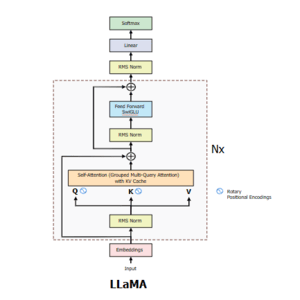 Softmax
Linear
RMS Norm
Feed Forward
SwiGLU
RMS Norm
Nx
Self-Attention (Grouped Multi-Query Attention)
with KV Cache
Q
K
V
Rotary
Positional Encodings
RMS Norm
Embeddings
Input
LLaMA